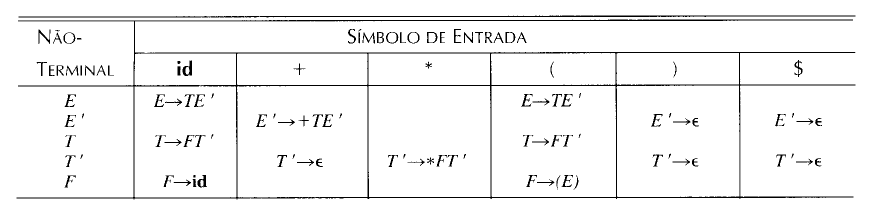 NÃO- SÍMBOLO DE ENTRADA
TERMINAL id + * ( ) $
E E→TE' E→TE'
E' E'→+TE' E'→ϵ E'→ϵ
T T→FT' T→FT'
T' T'→ϵ T'→*FT' T'→ϵ T'→ϵ
F F→id F→(E)